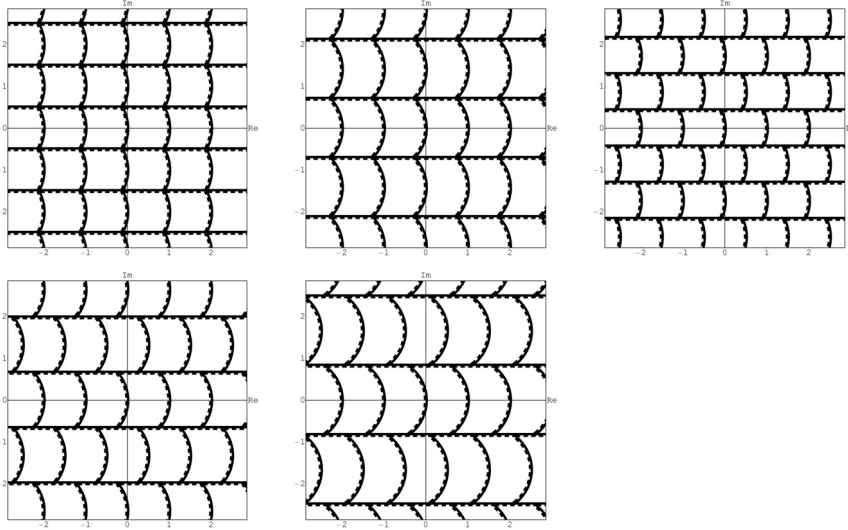 Im Im Im
2 2 2
1 1 1
0 Re 0 Re 0
-1 -1 -1
-2 -2 -2
-2 -1 0 1 2 -2 -1 0 1 2 -2 -1 0 1 2
Im Im
2 2
1 1
0 Re 0 Re
-1 -1
-2 -2
-2 -1 0 1 2 -2 -1 0 1 2